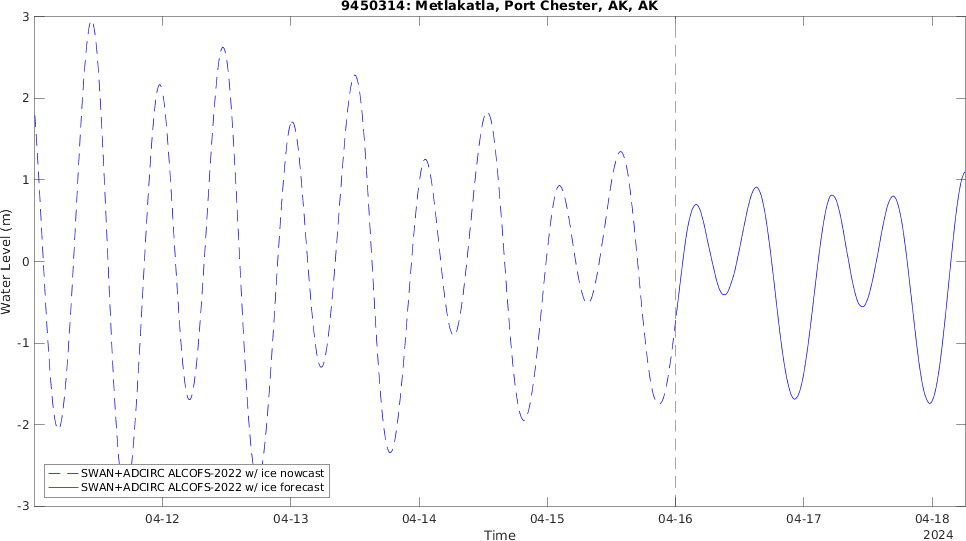 9450314: Metlakatla, Port Chester, AK, AK
3
2
1
0
-1
-2
-3
Water Level (m)
SWAN+ADCIRC ALCOFS-2022 w/ ice nowcast
SWAN+ADCIRC ALCOFS-2022 w/ ice forecast
04-12 04-13 04-14 04-15 04-16 04-17 04-18
Time
2024